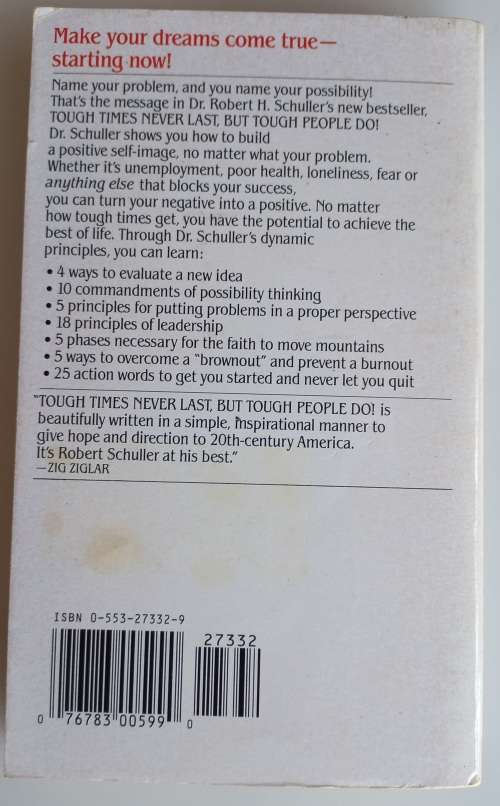 Make your dreams come true—
starting now!
Name your problem, and you name your possibility!
That's the message in Dr. Robert H. Schuller's new bestseller,
TOUGH TIMES NEVER LAST, BUT TOUGH PEOPLE DO!
Dr. Schuller shows you how to build
a positive self-image, no matter what your problem.
Whether it's unemployment, poor health, loneliness, fear or
anything else that blocks your success,
you can turn your negative into a positive. No matter
how tough times get, you have the potential to achieve the
best of life. Through Dr. Schuller's dynamic
principles, you can learn:
• 4 ways to evaluate a new idea
• 10 commandments of possibility thinking
• 5 principles for putting problems in a proper perspective
• 18 principles of leadership
• 5 phases necessary for the faith to move mountains
• 5 ways to overcome a "brownout" and prevent a burnout
• 25 action words to get you started and never let you quit
"TOUGH TIMES NEVER LAST, BUT TOUGH PEOPLE DO! is
beautifully written in a simple, inspirational manner to
give hope and direction to 20th-century America.
It's Robert Schuller at his best."
—ZIG ZIGLAR
ISBN 0-553-27332-9
27332
0 76783 00599 0